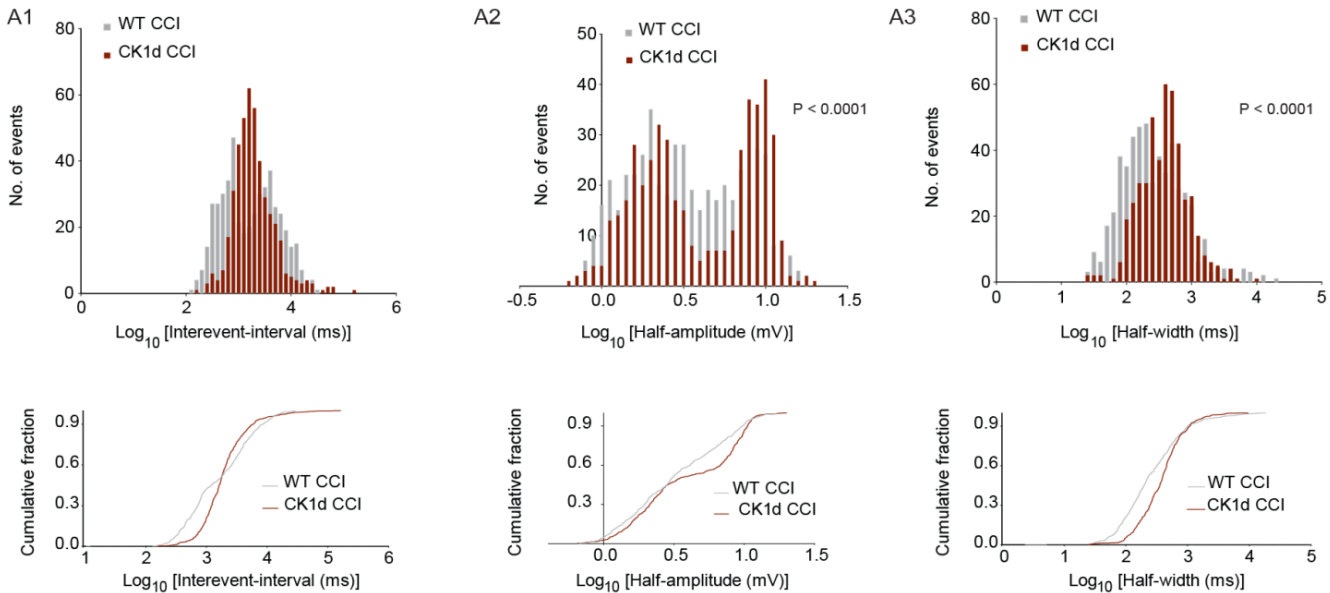 A1
WT CCI
CK1d CCI
No. of events
80
60
40
20
0
0 2 4 6
Log10 [Interevent-interval (ms)]
A2
WT CCI
CK1d CCI
P < 0.0001
No. of events
50
40
30
20
10
0
-0.5 0.0 0.5 1.0 1.5
Log10 [Half-amplitude (mV)]
A3
WT CCI
CK1d CCI
P < 0.0001
No. of events
80
60
40
20
0
0 1 2 3 4 5
Log10 [Half-width (ms)]
Cumulative fraction
0.9
0.6
0.3
0.0
WT CCI
CK1d CCI
1 2 3 4 5 6
Log10 [Interevent-interval (ms)]
Cumulative fraction
0.9
0.6
0.3
WT CCI
CK1d CCI
0.0 0.5 1.0 1.5
Log10 [Half-amplitude (mV)]
Cumulative fraction
0.9
0.6
0.3
0.0
WT CCI
CK1d CCI
0 1 2 3 4 5
Log10 [Half-width (ms)]